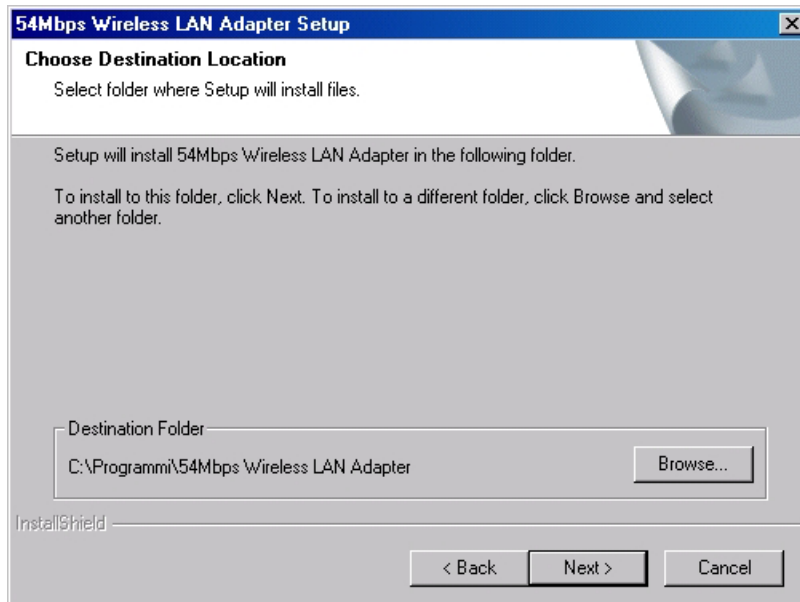 54Mbps Wireless LAN Adapter Setup
Choose Destination Location
Select folder where Setup will install files.
Setup will install 54Mbps Wireless LAN Adapter in the following folder.
To install to this folder, click Next. To install to a different folder, click Browse and select
another folder.
Destination Folder
C:\Programmi\54Mbps Wireless LAN Adapter
Browse...
InstallShield
< Back
Next >
Cancel